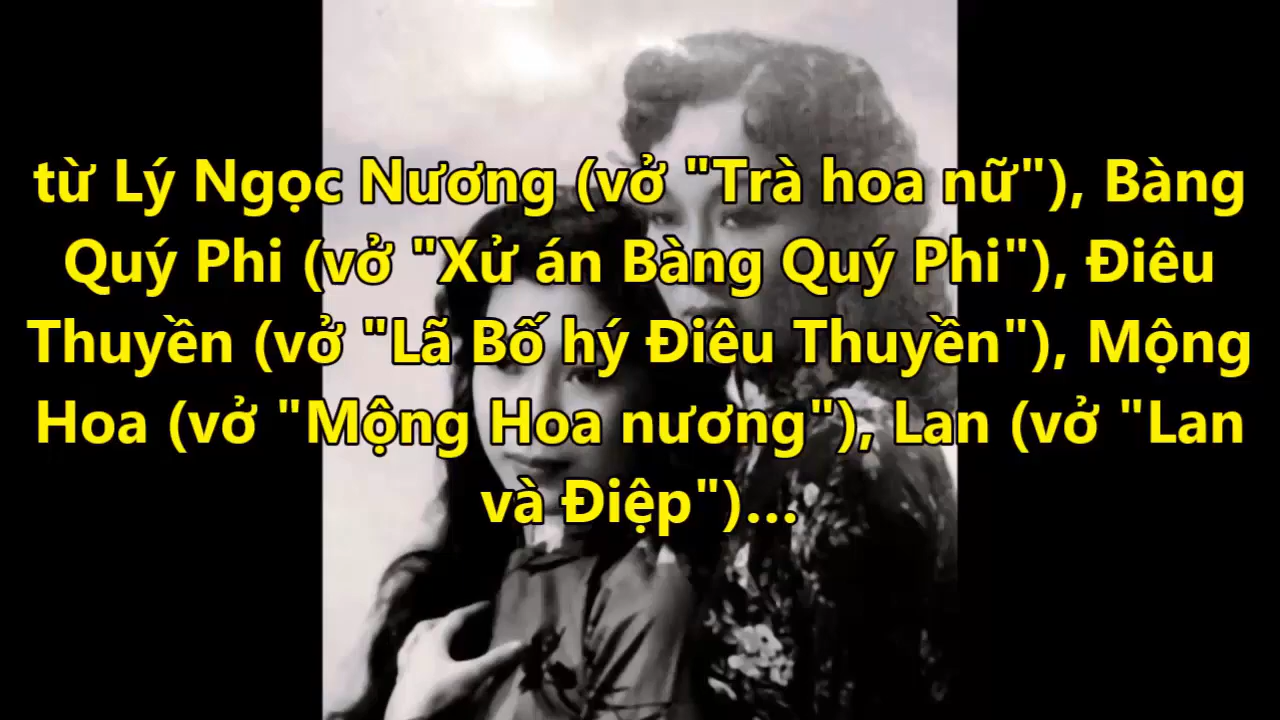 từ Lý Ngọc Nương (vở "Trà hoa nữ"), Bàng
Quý Phi (vở "Xử án Bàng Quý Phi"), Điêu
Thuyền (vở "Lã Bố hý Điêu Thuyền"), Mộng
Hoa (vở "Mộng Hoa nương"), Lan (vở "Lan
và Điệp")...